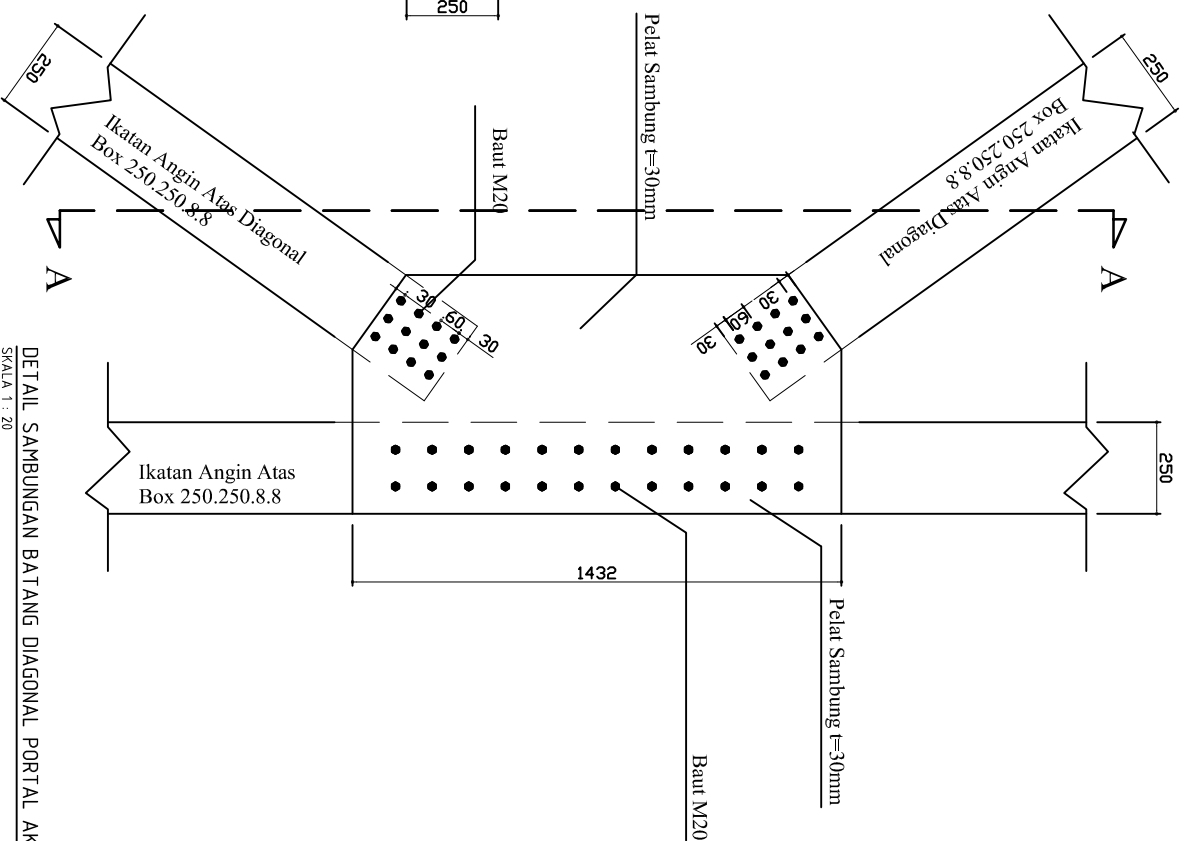 250
Pelat Sambung t=30mm
250
250
Baut M20
Ikatan Angin Atas Diagonal
Box 250.250.8.8
Ikatan Angin Atas Diagonal
Box 250.250.8.8
A
A
30
60
30
30
60
30
Ikatan Angin Atas
Box 250.250.8.8
250
1432
Pelat Sambung t=30mm
Baut M20
DETAIL SAMBUNGAN BATANG DIAGONAL PORTAL AK
SKALA 1 : 20